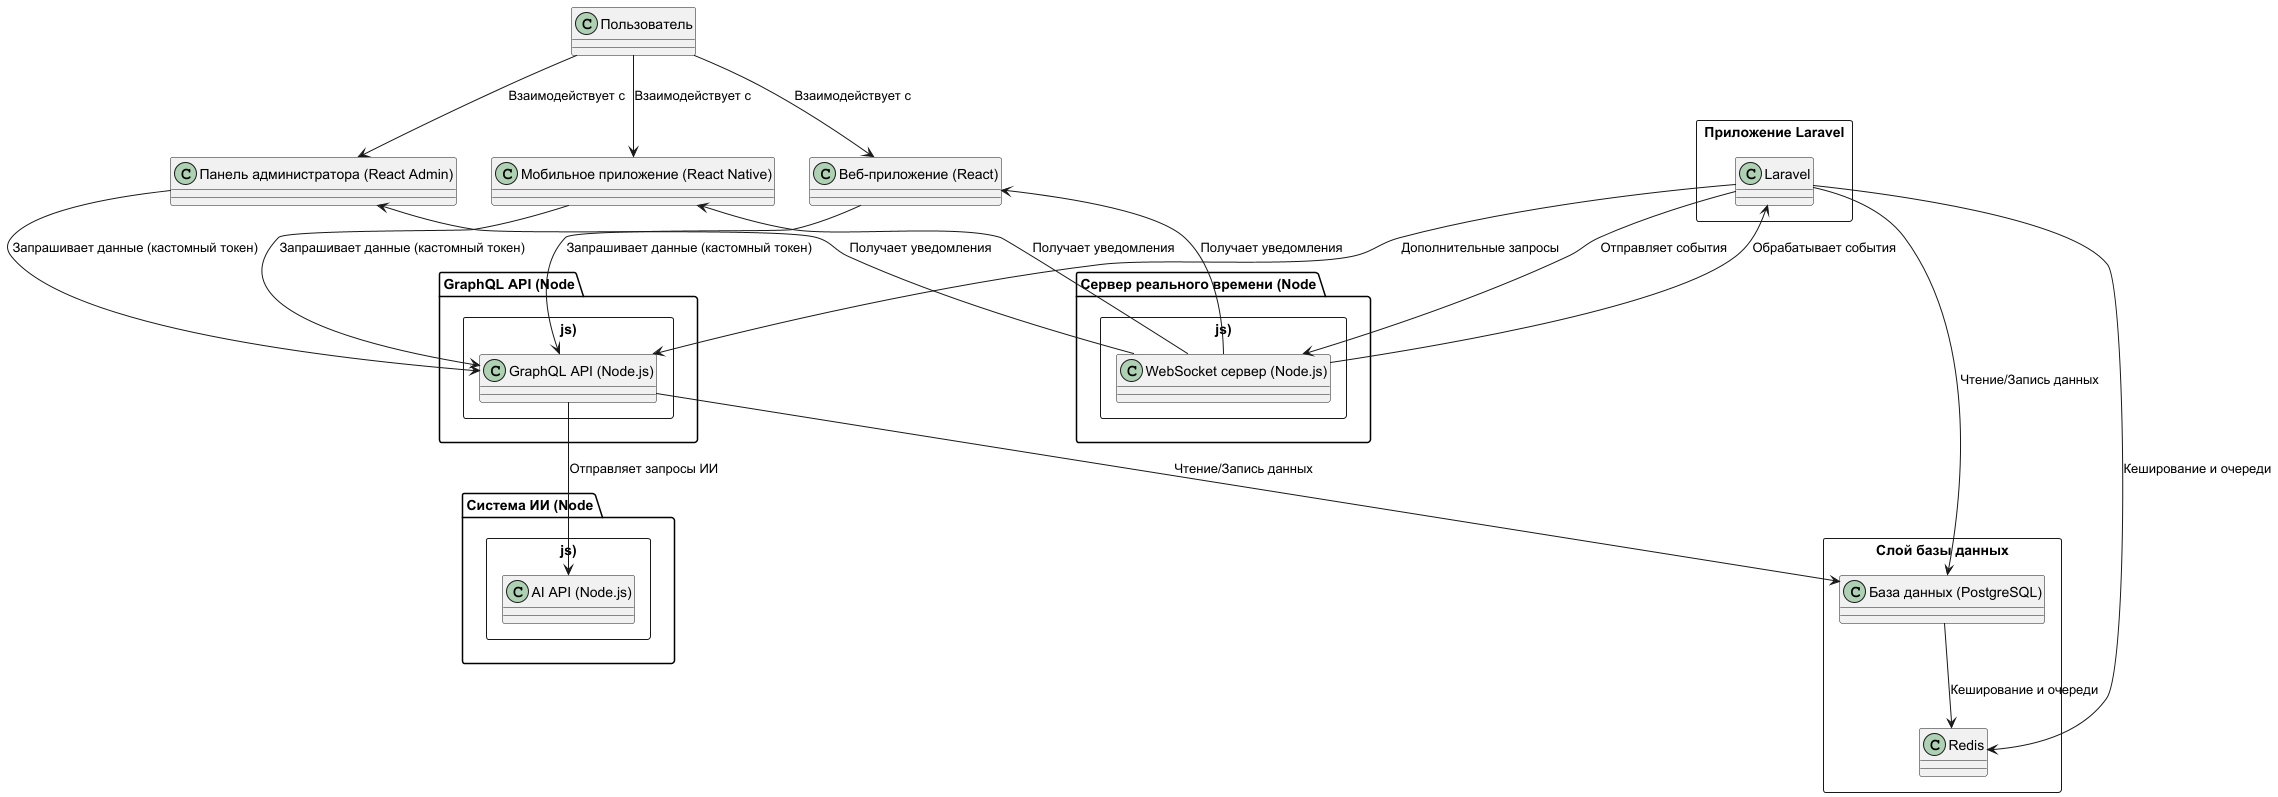 C Пользователь
Взаимодействует с
Взаимодействует с
Взаимодействует с
Приложение Laravel
C Панель администратора (React Admin)
C Мобильное приложение (React Native)
C Веб-приложение (React)
C Laravel
Запрашивает данные (кастомный токен)
Запрашивает данные (кастомный токен)
Запрашивает данные (кастомный токен)
Получает уведомления
Получает уведомления
Получает уведомления
Дополнительные запросы
Отправляет события
Обрабатывает события
GraphQL API (Node
Сервер реального времени (Node
js)
js)
C GraphQL API (Node.js)
C WebSocket сервер (Node.js)
Чтение/Запись данных
Отправляет запросы ИИ
Чтение/Запись данных
Кеширование и очереди
Система ИИ (Node
js)
Слой базы данных
C AI API (Node.js)
C База данных (PostgreSQL)
Кеширование и очереди
C Redis